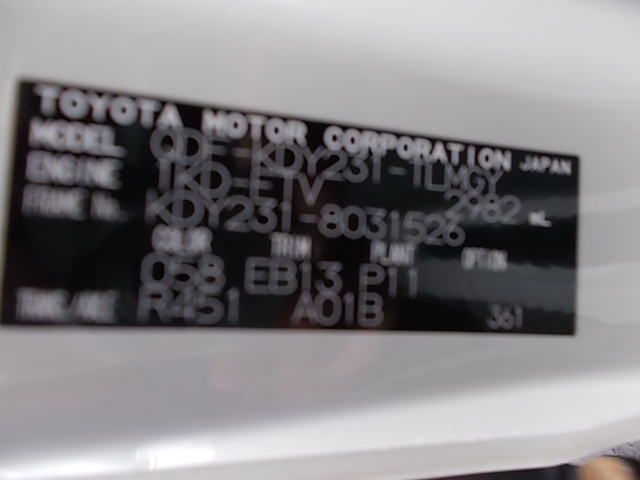 TOYOTA MOTOR CORPORATION JAPAN
MODEL QDF-KDY231-TLMGY
ENGINE 1KD-FTV 2982 mL
FRAME No. KDY231-8031526
COLOR TRIM PLANT OPTION
058 EB13 P11
TRANS/AXLE R451 A01B 361